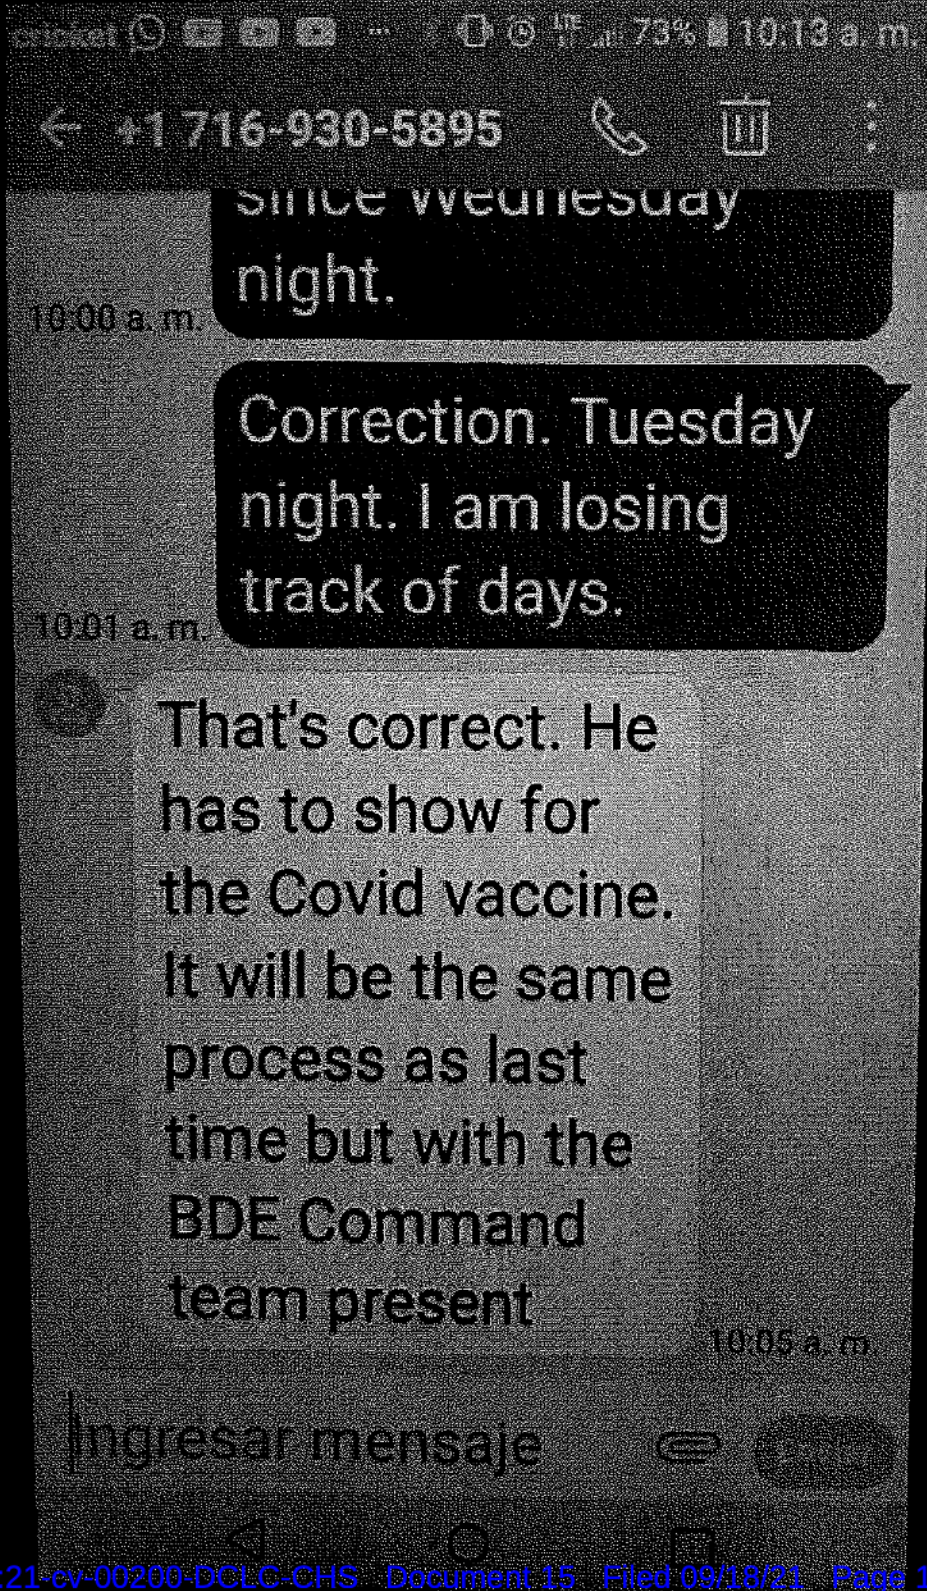 cricket ... LTE 73% 10:13 a. m.
+1 716-930-5895
since Wednesday
night.
10:00 a. m.
Correction. Tuesday
night. I am losing
track of days.
10:01 a. m.
That's correct. He
has to show for
the Covid vaccine.
It will be the same
process as last
time but with the
BDE Command
team present
10:05 a. m.
Ingresar mensaje
:21-cv-00200-DCLC-CHS Document 15 Filed 09/18/21 Page 1